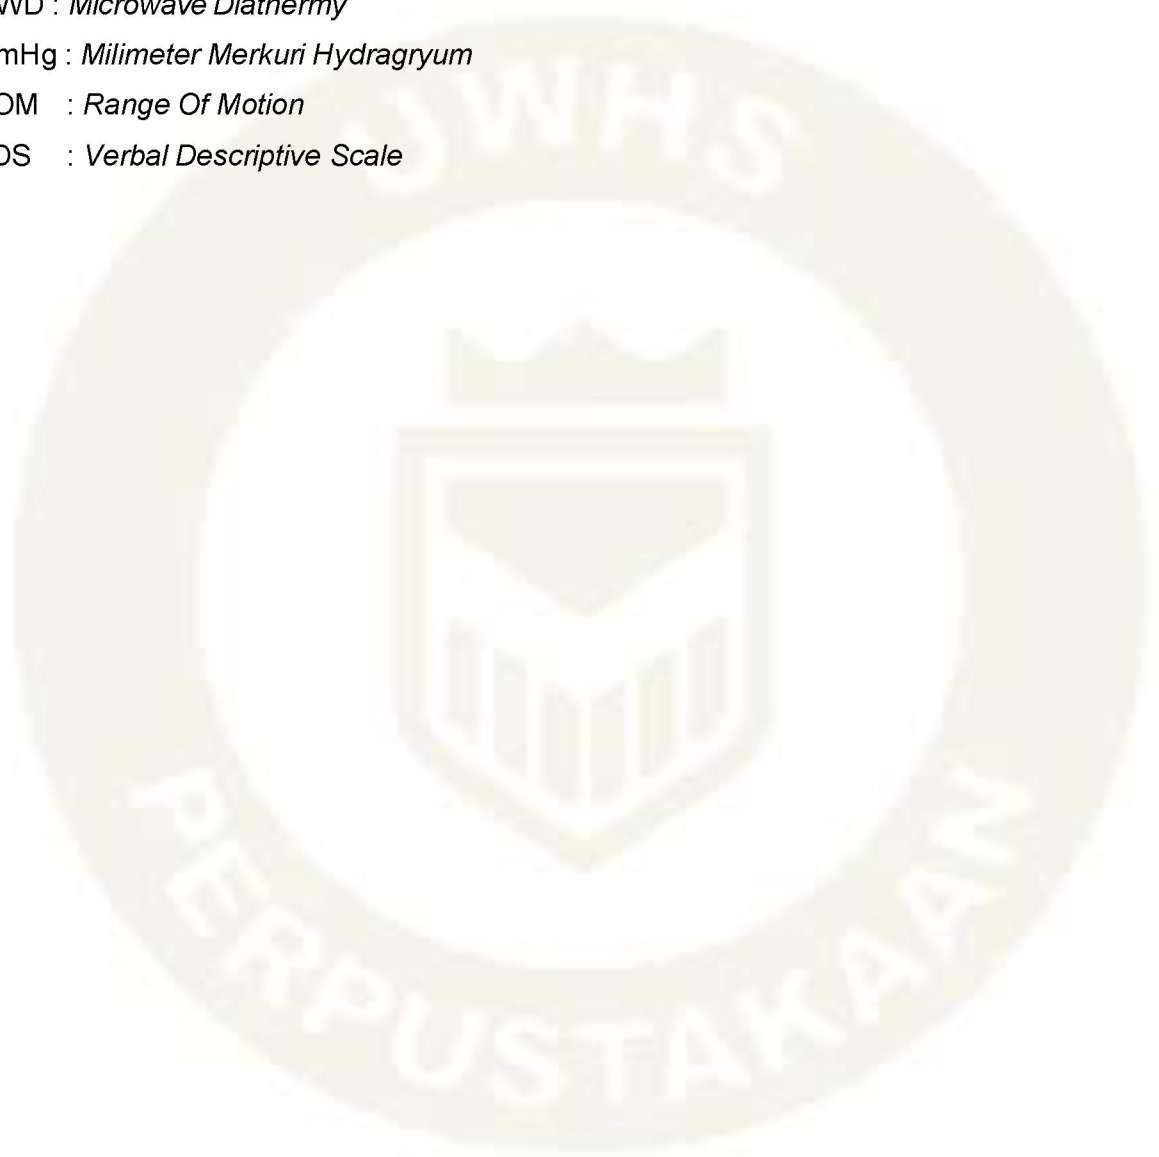 WD : Microwave Diathermy
mHg : Milimeter Merkuri Hydragryum
OM : Range Of Motion
DS : Verbal Descriptive Scale
UWHS
PERPUSTAKAAN